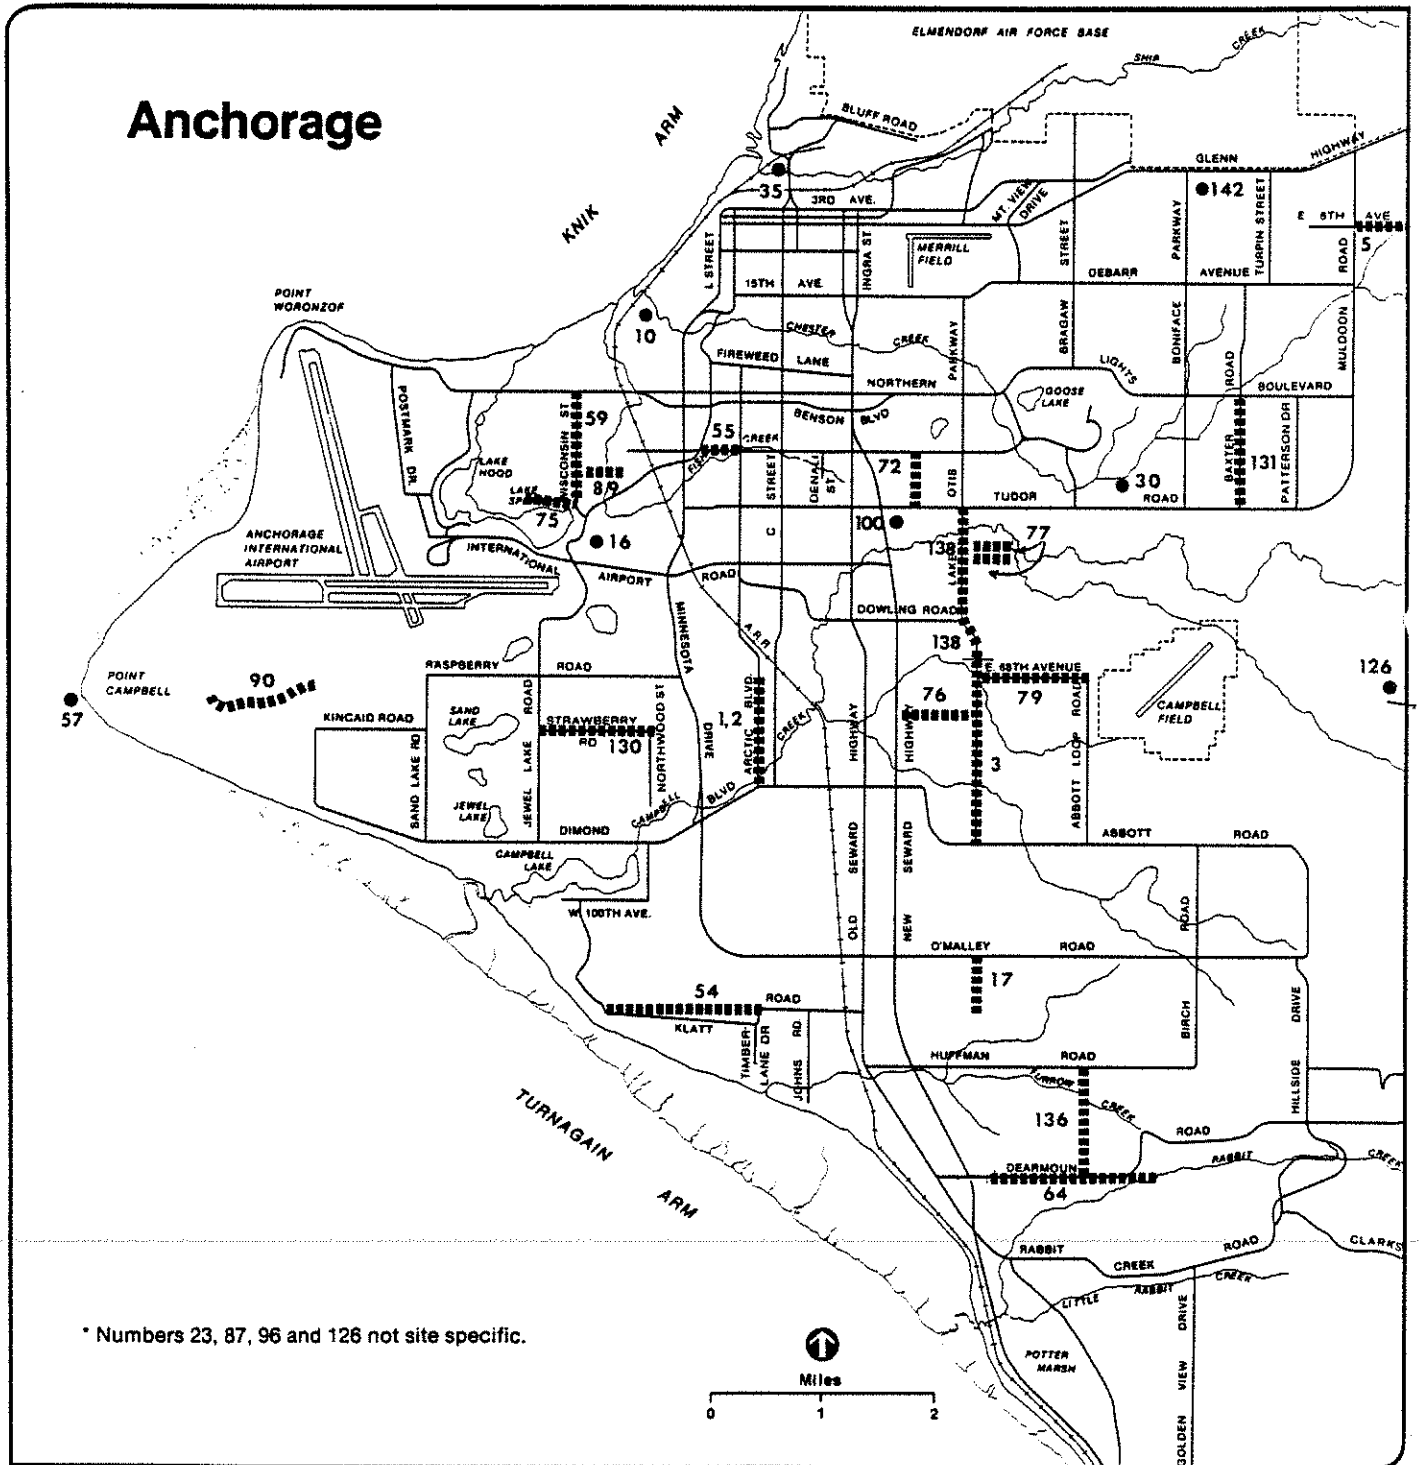 Anchorage
ELMENDORF AIR FORCE BASE
SHIP
CREEK
BLUFF ROAD
KNIK
ARM
GLENN
HIGHWAY
35
3RD AVE.
MT. VIEW
DRIVE
142
TURPIN STREET
PARKWAY
STREET
E 6TH AVE
5
ROAD
L STREET
INGRA ST.
MERRILL
FIELD
DEBARR AVENUE
15TH AVE
POINT
WORONZOF
10
CHESTER
CREEK
FIREWEED LANE
PARKWAY
BRAGAW
LIGHTS
BONIFACE
ROAD
MULDOON
NORTHERN
BOULEVARD
BENSON BLVD
GOOSE
LAKE
POSTMARK DR.
WISCONSIN ST
59
55
FISH
CREEK
LAKE
HOOD
8/9
75
C STREET
DENALI
ST
72
OTIS
TUDOR ROAD
30
BAXTER
131
PATTERSON DR
16
100
138
LAKE
77
ANCHORAGE
INTERNATIONAL
AIRPORT
INTERNATIONAL
AIRPORT
ROAD
DOWLING ROAD
MINNESOTA
DRIVE
A.R.R
138
E. 68TH AVENUE
79
126
POINT
CAMPBELL
57
90
RASPBERRY ROAD
KINCAID ROAD
SAND
LAKE
SAND LAKE RD
JEWEL LAKE ROAD
STRAWBERRY
RD
130
NORTHWOOD ST
1,2
ARCTIC BLVD.
CREEK
76
HIGHWAY
HIGHWAY
3
ABBOTT LOOP ROAD
CAMPBELL
FIELD
JEWEL
LAKE
CAMPBELL
BLVD
DIMOND
ABBOTT ROAD
CAMPBELL
LAKE
W. 100TH AVE.
OLD SEWARD
NEW SEWARD
BIRCH ROAD
O'MALLEY ROAD
17
54
ROAD
KLATT
TIMBER-
LANE DR
JOHNS RD
HUFFMAN ROAD
HILLSIDE DRIVE
FURROW
CREEK
136
ROAD
DEARMOUN
64
RABBIT
CREEK
TURNAGAIN
ARM
RABBIT
CREEK
ROAD
CLARKS
LITTLE RABBIT CREEK
POTTER
MARSH
GOLDEN VIEW DRIVE
* Numbers 23, 87, 96 and 126 not site specific.
Miles
0 1 2